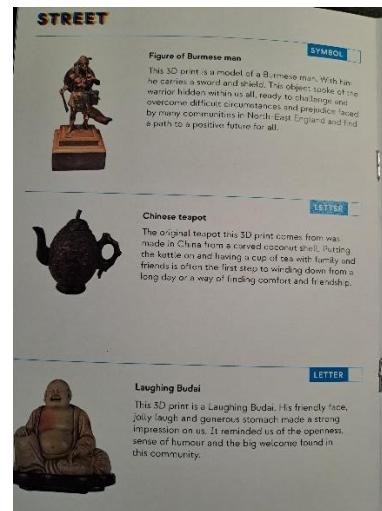 STREET
SYMBOL
Figure of Burmese man
This 3D print is a model of a Burmese man. With him
he carries a sword and shield. This object spoke of the
warrior hidden within us all, ready to challenge and
overcome difficult circumstances and prejudice faced
by many communities in North-East England and find
a path to a positive future for all.
LETTER
Chinese teapot
The original teapot this 3D print comes from was
made in China from a carved coconut shell. Putting
the kettle on and having a cup of tea with family and
friends is often the first step to winding down from a
long day or a way of finding comfort and friendship.
LETTER
Laughing Budai
This 3D print is a Laughing Budai. His friendly face,
jolly laugh and generous stomach made a strong
impression on us. It reminded us of the openness,
sense of humour and the big welcome found in
this community.